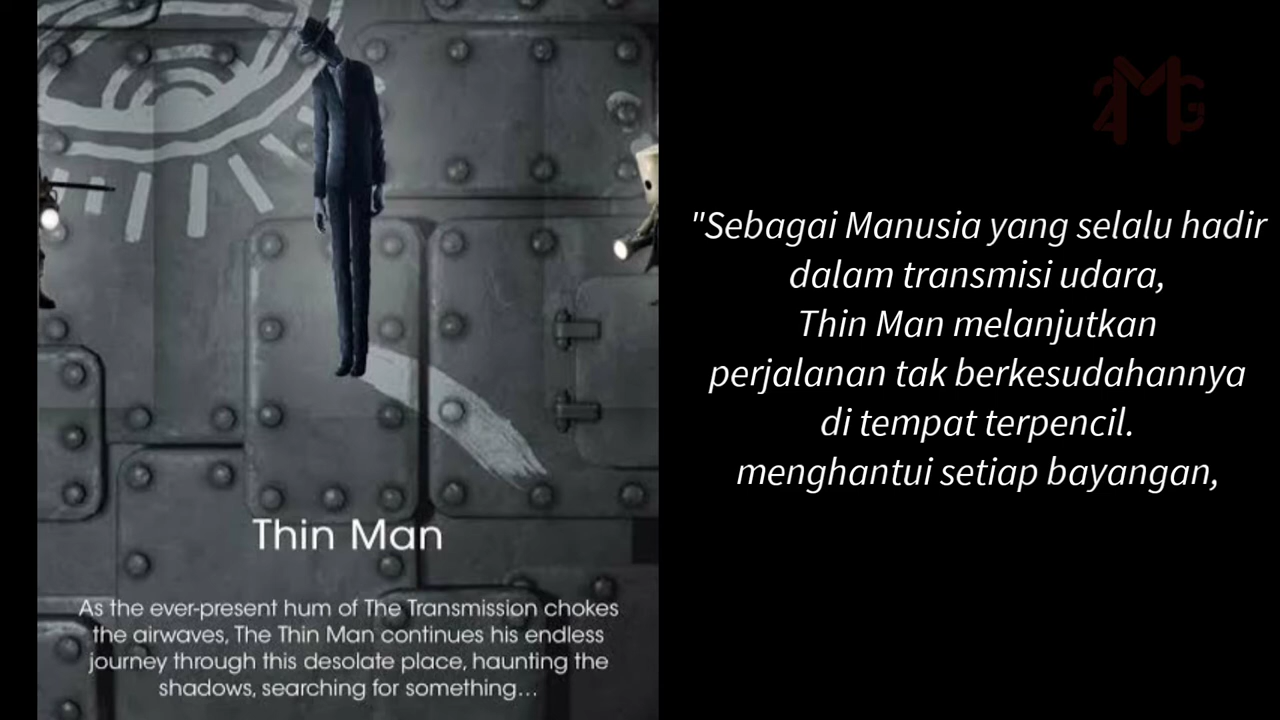 Thin Man
As the ever-present hum of The Transmission chokes
the airwaves, The Thin Man continues his endless
journey through this desolate place, haunting the
shadows, searching for something...
24MG
"Sebagai Manusia yang selalu hadir
dalam transmisi udara,
Thin Man melanjutkan
perjalanan tak berkesudahannya
di tempat terpencil.
menghantui setiap bayangan,